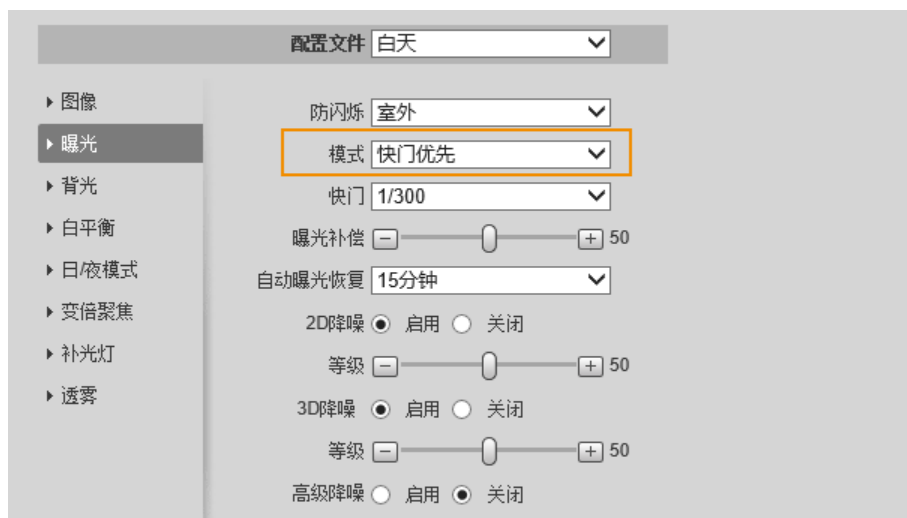 配置文件 白天
图像
曝光
背光
白平衡
日/夜模式
变倍聚焦
补光灯
透雾
防闪烁 室外
模式 快门优先
快门 1/300
曝光补偿 50
自动曝光恢复 15分钟
2D降噪 启用 关闭
等级 50
3D降噪 启用 关闭
等级 50
高级降噪 启用 关闭